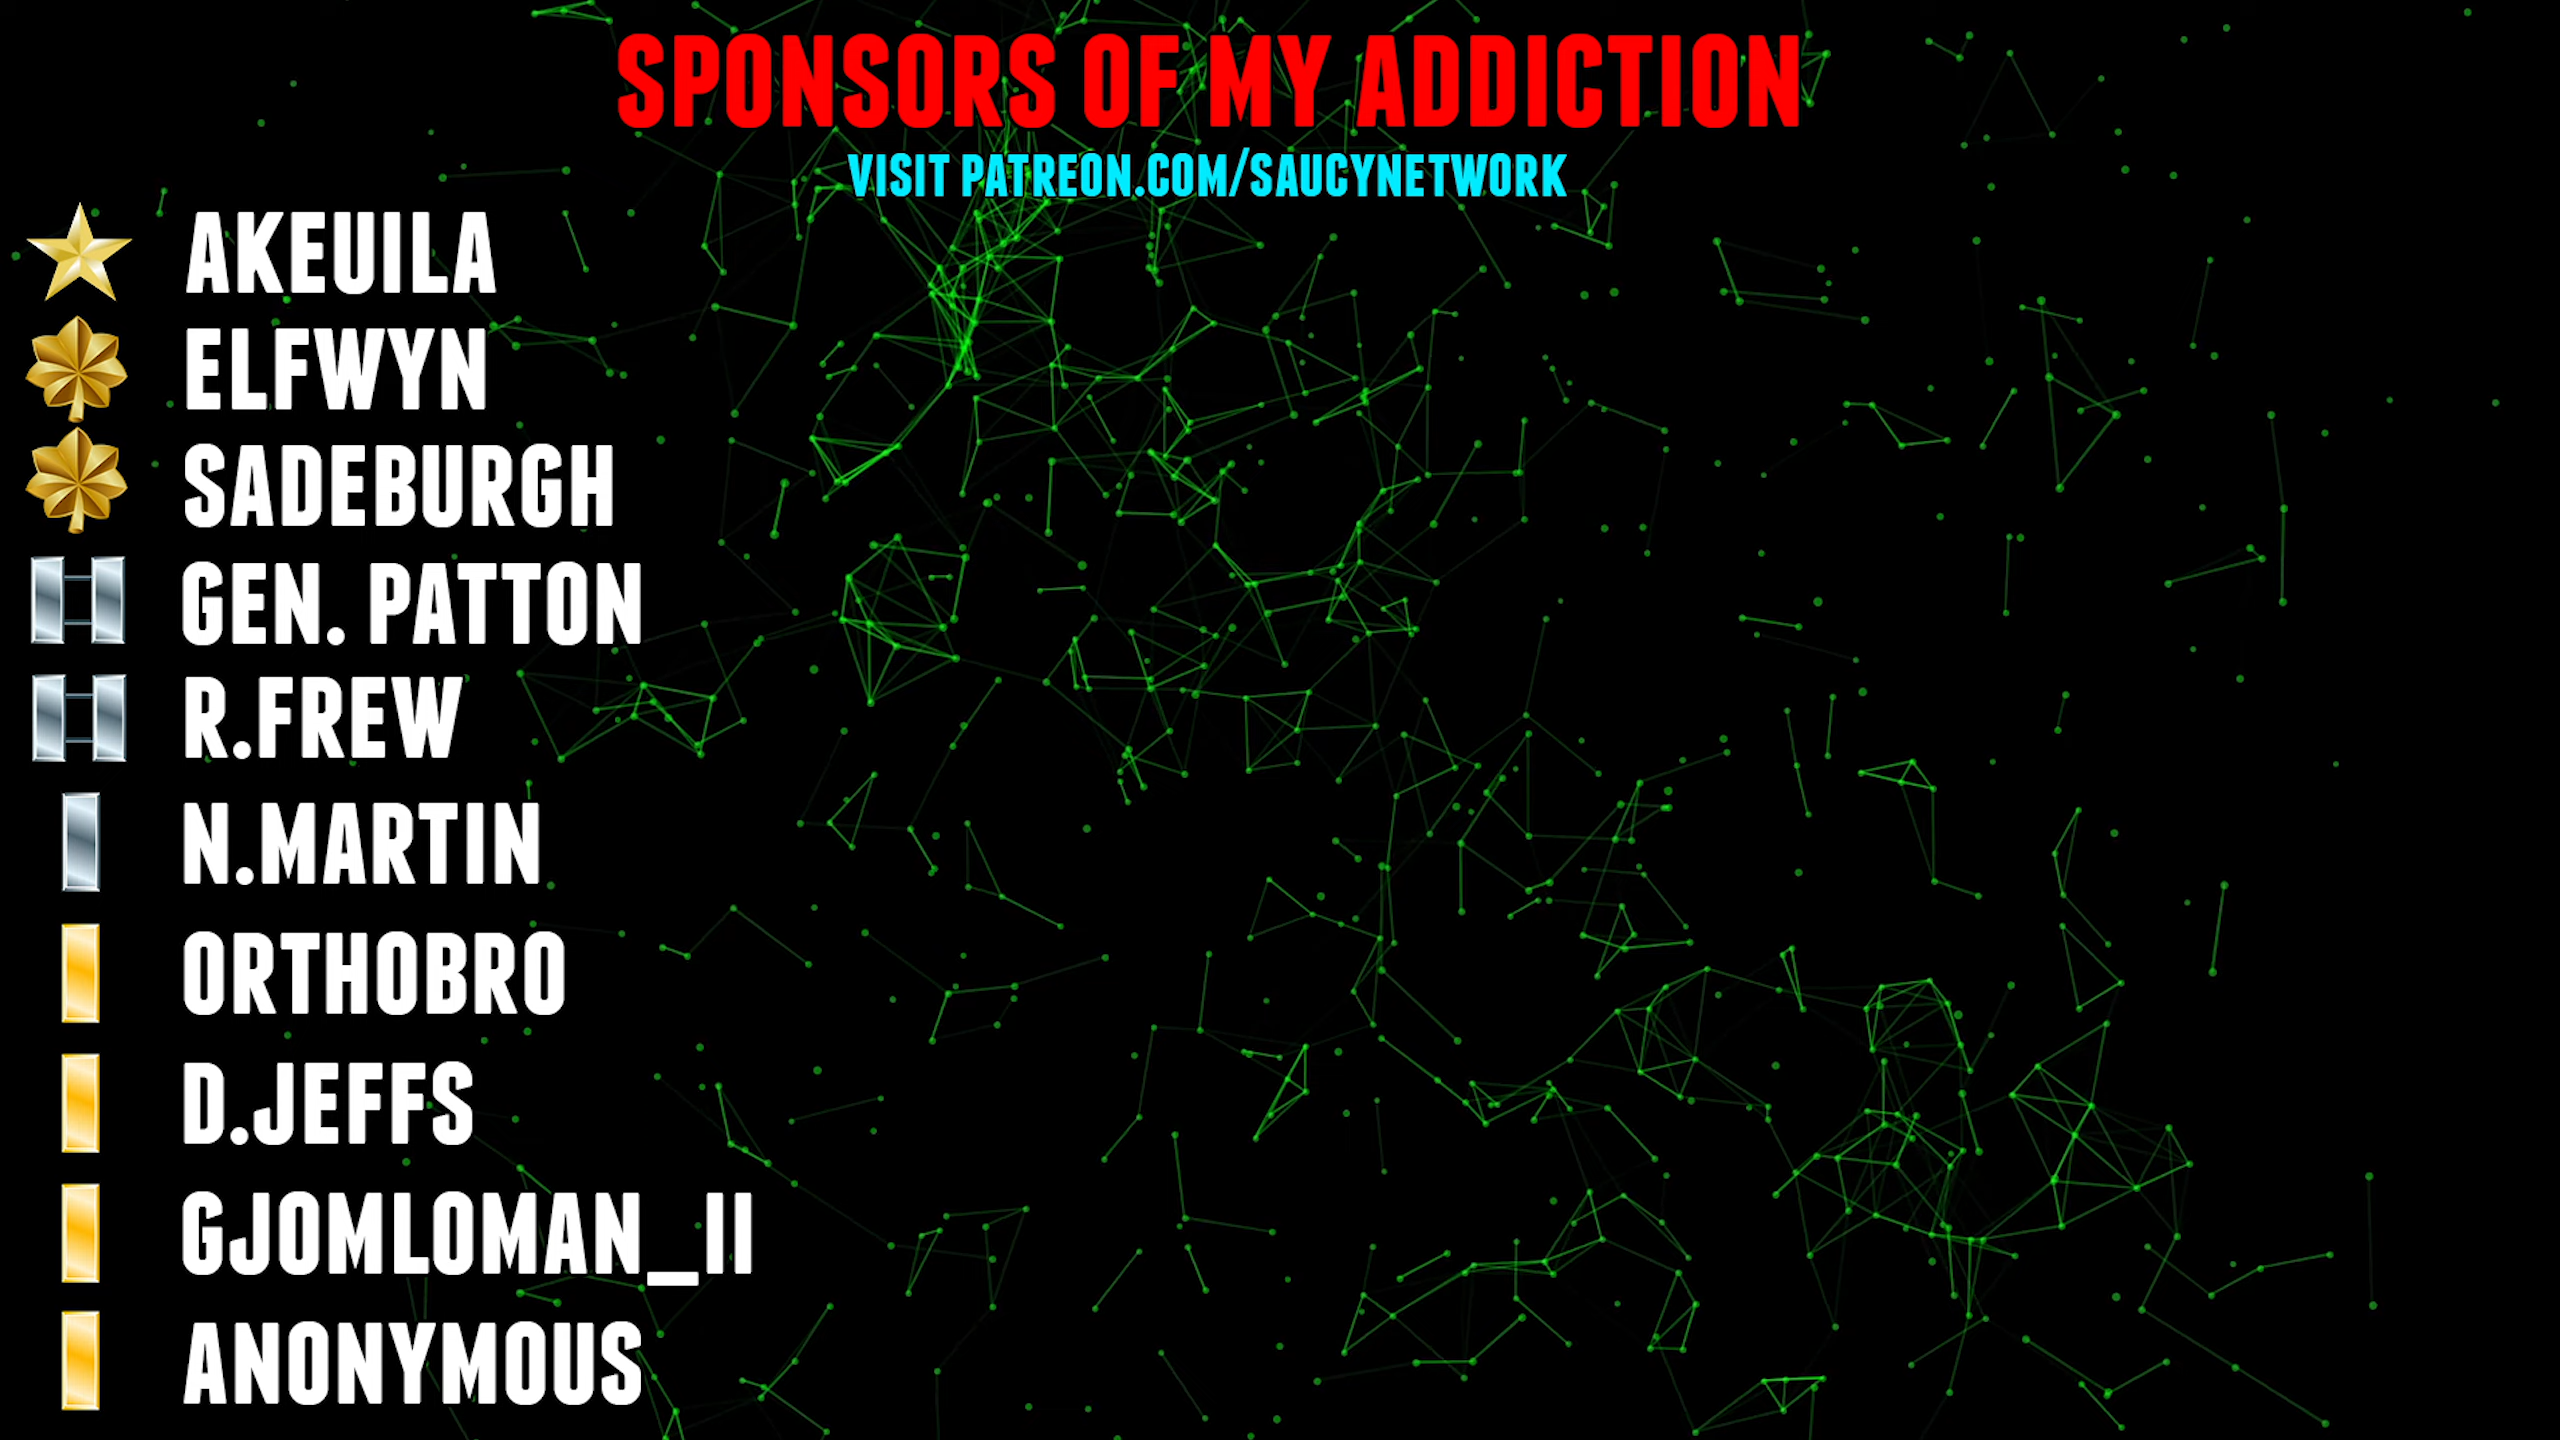 SPONSORS OF MY ADDICTION
VISIT PATREON.COM/SAUCYNETWORK
AKEUILA
ELFWYN
SADEBURGH
GEN. PATTON
R.FREW
N.MARTIN
ORTHOBRO
D.JEFFS
GJOMLOMAN_II
ANONYMOUS